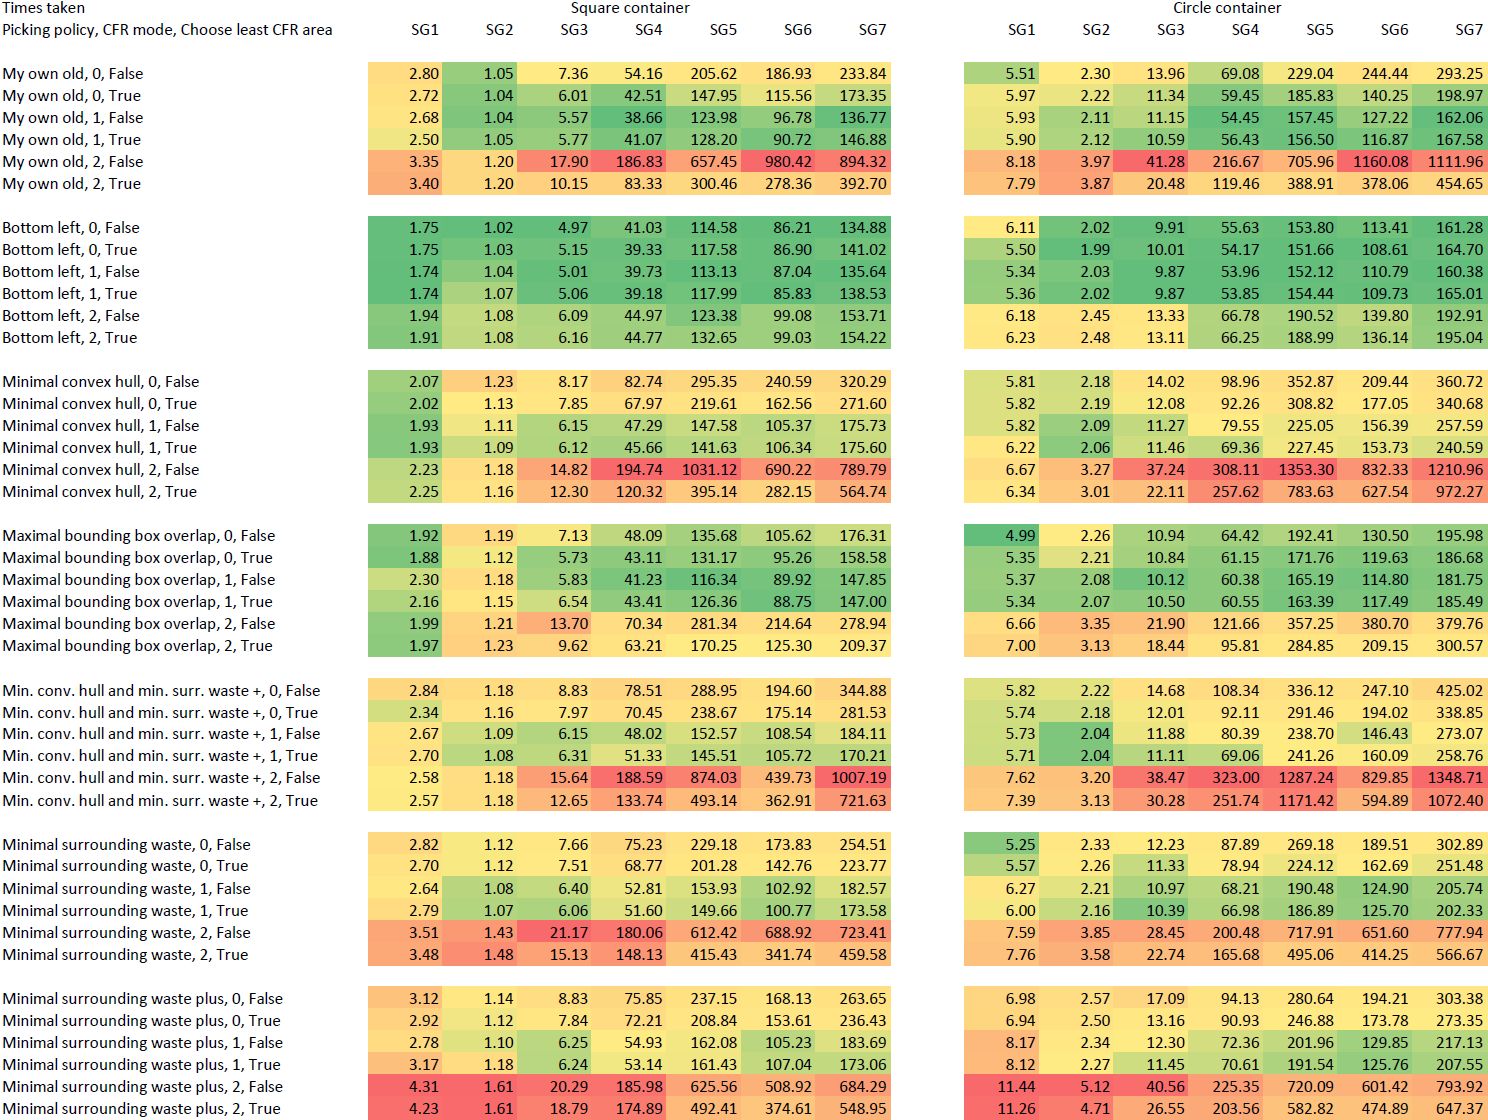 Times taken Square container Circle container
Picking policy, CFR mode, Choose least CFR area SG1 SG2 SG3 SG4 SG5 SG6 SG7 SG1 SG2 SG3 SG4 SG5 SG6 SG7
My own old, 0, False 2.80 1.05 7.36 54.16 205.62 186.93 233.84 5.51 2.30 13.96 69.08 229.04 244.44 293.25
My own old, 0, True 2.72 1.04 6.01 42.51 147.95 115.56 173.35 5.97 2.22 11.34 59.45 185.83 140.25 198.97
My own old, 1, False 2.68 1.04 5.57 38.66 123.98 96.78 136.77 5.93 2.11 11.15 54.45 157.45 127.22 162.06
My own old, 1, True 2.50 1.05 5.77 41.07 128.20 90.72 146.88 5.90 2.12 10.59 56.43 156.50 116.87 167.58
My own old, 2, False 3.35 1.20 17.90 186.83 657.45 980.42 894.32 8.18 3.97 41.28 216.67 705.96 1160.08 1111.96
My own old, 2, True 3.40 1.20 10.15 83.33 300.46 278.36 392.70 7.79 3.87 20.48 119.46 388.91 378.06 454.65
Bottom left, 0, False 1.75 1.02 4.97 41.03 114.58 86.21 134.88 6.11 2.02 9.91 55.63 153.80 113.41 161.28
Bottom left, 0, True 1.75 1.03 5.15 39.33 117.58 86.90 141.02 5.50 1.99 10.01 54.17 151.66 108.61 164.70
Bottom left, 1, False 1.74 1.04 5.01 39.73 113.13 87.04 135.64 5.34 2.03 9.87 53.96 152.12 110.79 160.38
Bottom left, 1, True 1.74 1.07 5.06 39.18 117.99 85.83 138.53 5.36 2.02 9.87 53.85 154.44 109.73 165.01
Bottom left, 2, False 1.94 1.08 6.09 44.97 123.38 99.08 153.71 6.18 2.45 13.33 66.78 190.52 139.80 192.91
Bottom left, 2, True 1.91 1.08 6.16 44.77 132.65 99.03 154.22 6.23 2.48 13.11 66.25 188.99 136.14 195.04
Minimal convex hull, 0, False 2.07 1.23 8.17 82.74 295.35 240.59 320.29 5.81 2.18 14.02 98.96 352.87 209.44 360.72
Minimal convex hull, 0, True 2.02 1.13 7.85 67.97 219.61 162.56 271.60 5.82 2.19 12.08 92.26 308.82 177.05 340.68
Minimal convex hull, 1, False 1.93 1.11 6.15 47.29 147.58 105.37 175.73 5.82 2.09 11.27 79.55 225.05 156.39 257.59
Minimal convex hull, 1, True 1.93 1.09 6.12 45.66 141.63 106.34 175.60 6.22 2.06 11.46 69.36 227.45 153.73 240.59
Minimal convex hull, 2, False 2.23 1.18 14.82 194.74 1031.12 690.22 789.79 6.67 3.27 37.24 308.11 1353.30 832.33 1210.96
Minimal convex hull, 2, True 2.25 1.16 12.30 120.32 395.14 282.15 564.74 6.34 3.01 22.11 257.62 783.63 627.54 972.27
Maximal bounding box overlap, 0, False 1.92 1.19 7.13 48.09 135.68 105.62 176.31 4.99 2.26 10.94 64.42 192.41 130.50 195.98
Maximal bounding box overlap, 0, True 1.88 1.12 5.73 43.11 131.17 95.26 158.58 5.35 2.21 10.84 61.15 171.76 119.63 186.68
Maximal bounding box overlap, 1, False 2.30 1.18 5.83 41.23 116.34 89.92 147.85 5.37 2.08 10.12 60.38 165.19 114.80 181.75
Maximal bounding box overlap, 1, True 2.16 1.15 6.54 43.41 126.36 88.75 147.00 5.34 2.07 10.50 60.55 163.39 117.49 185.49
Maximal bounding box overlap, 2, False 1.99 1.21 13.70 70.34 281.34 214.64 278.94 6.66 3.35 21.90 121.66 357.25 380.70 379.76
Maximal bounding box overlap, 2, True 1.97 1.23 9.62 63.21 170.25 125.30 209.37 7.00 3.13 18.44 95.81 284.85 209.15 300.57
Min. conv. hull and min. surr. waste +, 0, False 2.84 1.18 8.83 78.51 288.95 194.60 344.88 5.82 2.22 14.68 108.34 336.12 247.10 425.02
Min. conv. hull and min. surr. waste +, 0, True 2.34 1.16 7.97 70.45 238.67 175.14 281.53 5.74 2.18 12.01 92.11 291.46 194.02 338.85
Min. conv. hull and min. surr. waste +, 1, False 2.67 1.09 6.15 48.02 152.57 108.54 184.11 5.73 2.04 11.88 80.39 238.70 146.43 273.07
Min. conv. hull and min. surr. waste +, 1, True 2.70 1.08 6.31 51.33 145.51 105.72 170.21 5.71 2.04 11.11 69.06 241.26 160.09 258.76
Min. conv. hull and min. surr. waste +, 2, False 2.58 1.18 15.64 188.59 874.03 439.73 1007.19 7.62 3.20 38.47 323.00 1287.24 829.85 1348.71
Min. conv. hull and min. surr. waste +, 2, True 2.57 1.18 12.65 133.74 493.14 362.91 721.63 7.39 3.13 30.28 251.74 1171.42 594.89 1072.40
Minimal surrounding waste, 0, False 2.82 1.12 7.66 75.23 229.18 173.83 254.51 5.25 2.33 12.23 87.89 269.18 189.51 302.89
Minimal surrounding waste, 0, True 2.70 1.12 7.51 68.77 201.28 142.76 223.77 5.57 2.26 11.33 78.94 224.12 162.69 251.48
Minimal surrounding waste, 1, False 2.64 1.08 6.40 52.81 153.93 102.92 182.57 6.27 2.21 10.97 68.21 190.48 124.90 205.74
Minimal surrounding waste, 1, True 2.79 1.07 6.06 51.60 149.66 100.77 173.58 6.00 2.16 10.39 66.98 186.89 125.70 202.33
Minimal surrounding waste, 2, False 3.51 1.43 21.17 180.06 612.42 688.92 723.41 7.59 3.85 28.45 200.48 717.91 651.60 777.94
Minimal surrounding waste, 2, True 3.48 1.48 15.13 148.13 415.43 341.74 459.58 7.76 3.58 22.74 165.68 495.06 414.25 566.67
Minimal surrounding waste plus, 0, False 3.12 1.14 8.83 75.85 237.15 168.13 263.65 6.98 2.57 17.09 94.13 280.64 194.21 303.38
Minimal surrounding waste plus, 0, True 2.92 1.12 7.84 72.21 208.84 153.61 236.43 6.94 2.50 13.16 90.93 246.88 173.78 273.35
Minimal surrounding waste plus, 1, False 2.78 1.10 6.25 54.93 162.08 105.23 183.69 8.17 2.34 12.30 72.36 201.96 129.85 217.13
Minimal surrounding waste plus, 1, True 3.17 1.18 6.24 53.14 161.43 107.04 173.06 8.12 2.27 11.45 70.61 191.54 125.76 207.55
Minimal surrounding waste plus, 2, False 4.31 1.61 20.29 185.98 625.56 508.92 684.29 11.44 5.12 40.56 225.35 720.09 601.42 793.92
Minimal surrounding waste plus, 2, True 4.23 1.61 18.79 174.89 492.41 374.61 548.95 11.26 4.71 26.55 203.56 582.82 474.89 647.37